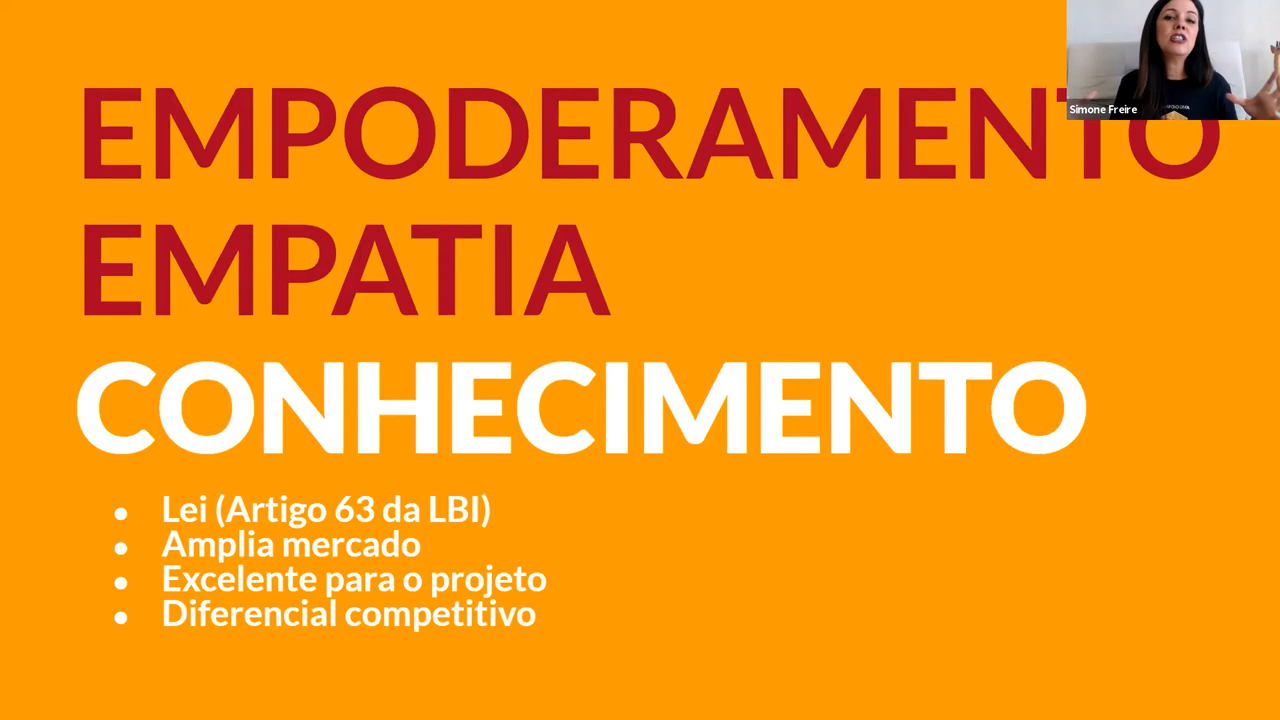 EMPODERAMENTO
Simone Freire
EMPATIA
CONHECIMENTO
• Lei (Artigo 63 da LBI)
• Amplia mercado
• Excelente para o projeto
• Diferencial competitivo